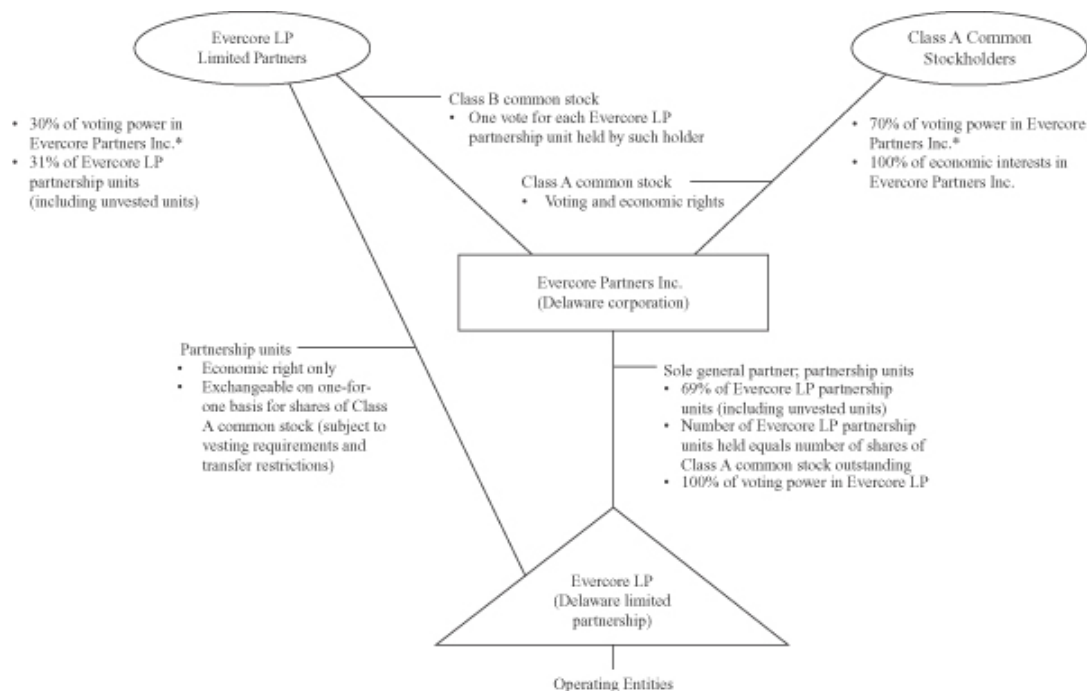 Evercore LP
Limited Partners
Class A Common
Stockholders
Class B common stock
• One vote for each Evercore LP
partnership unit held by such holder
• 30% of voting power in
Evercore Partners Inc.*
• 31% of Evercore LP
partnership units
(including unvested units)
• 70% of voting power in Evercore
Partners Inc.*
• 100% of economic interests in
Evercore Partners Inc.
Class A common stock
• Voting and economic rights
Evercore Partners Inc.
(Delaware corporation)
Partnership units
• Economic right only
• Exchangeable on one-for-
one basis for shares of Class
A common stock (subject to
vesting requirements and
transfer restrictions)
Sole general partner; partnership units
• 69% of Evercore LP partnership
units (including unvested units)
• Number of Evercore LP partnership
units held equals number of shares of
Class A common stock outstanding
• 100% of voting power in Evercore LP
Evercore LP
(Delaware limited
partnership)
Operating Entities